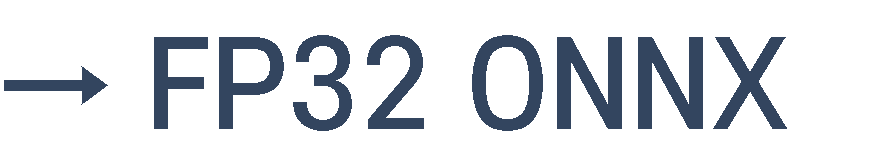 → FP32 ONNX